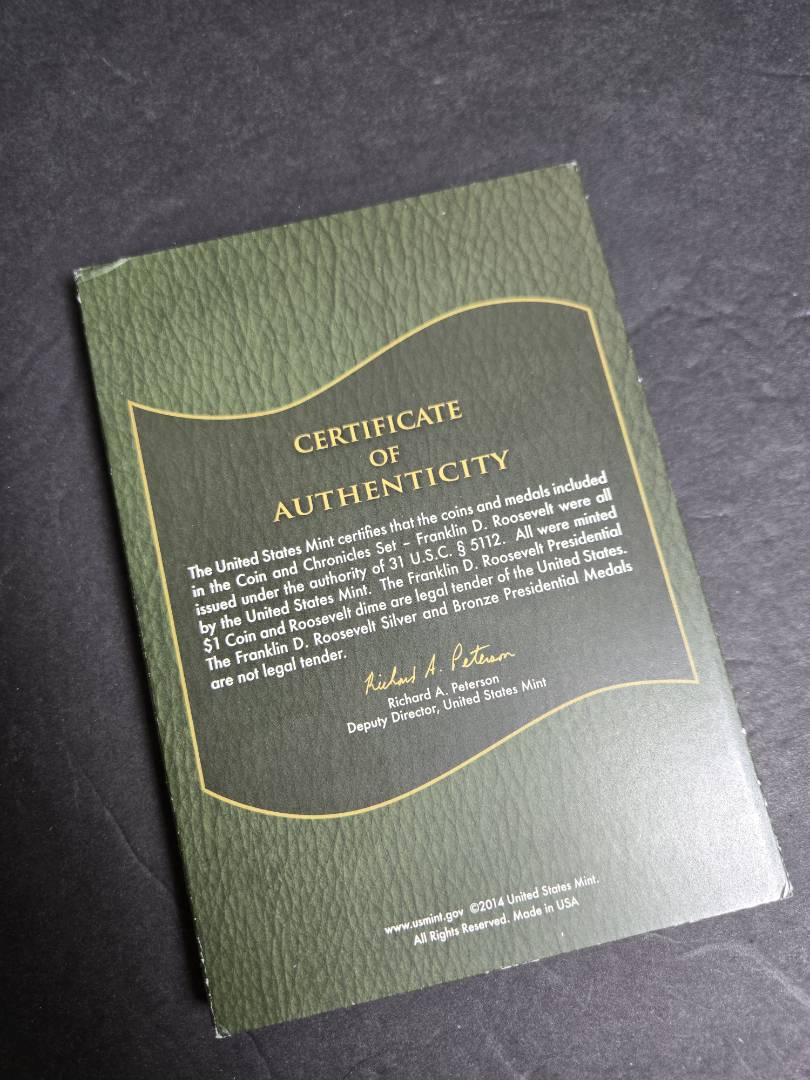 CERTIFICATE
OF
AUTHENTICITY
The United States Mint certifies that the coins and medals included
in the Coin and Chronicles Set – Franklin D. Roosevelt were all
issued under the authority of 31 U.S.C. § 5112. All were minted
by the United States Mint. The Franklin D. Roosevelt Presidential
$1 Coin and Roosevelt dime are legal tender of the United States.
The Franklin D. Roosevelt Silver and Bronze Presidential Medals
are not legal tender.
Richard A. Peterson
Richard A. Peterson
Deputy Director, United States Mint
www.usmint.gov ©2014 United States Mint.
All Rights Reserved. Made in USA